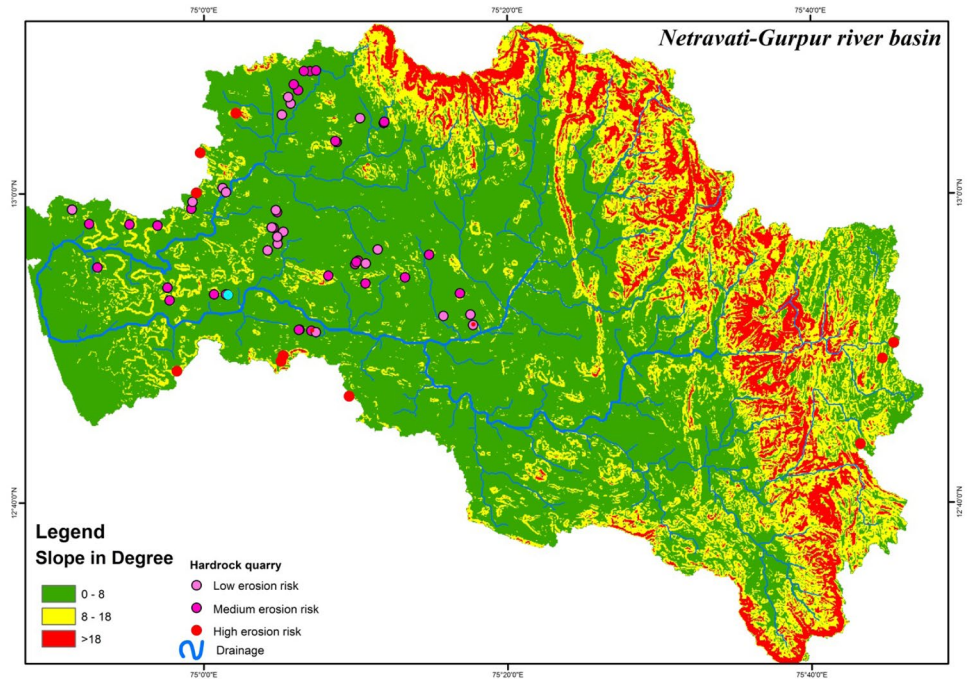 75°0'0"E 75°20'0"E 75°40'0"E
Netravati-Gurpur river basin
13°0'0"N 13°0'0"N
12°40'0"N 12°40'0"N
Legend
Slope in Degree
0 - 8
8 - 18
>18
Hardrock quarry
Low erosion risk
Medium erosion risk
High erosion risk
Drainage
75°0'0"E 75°20'0"E 75°40'0"E